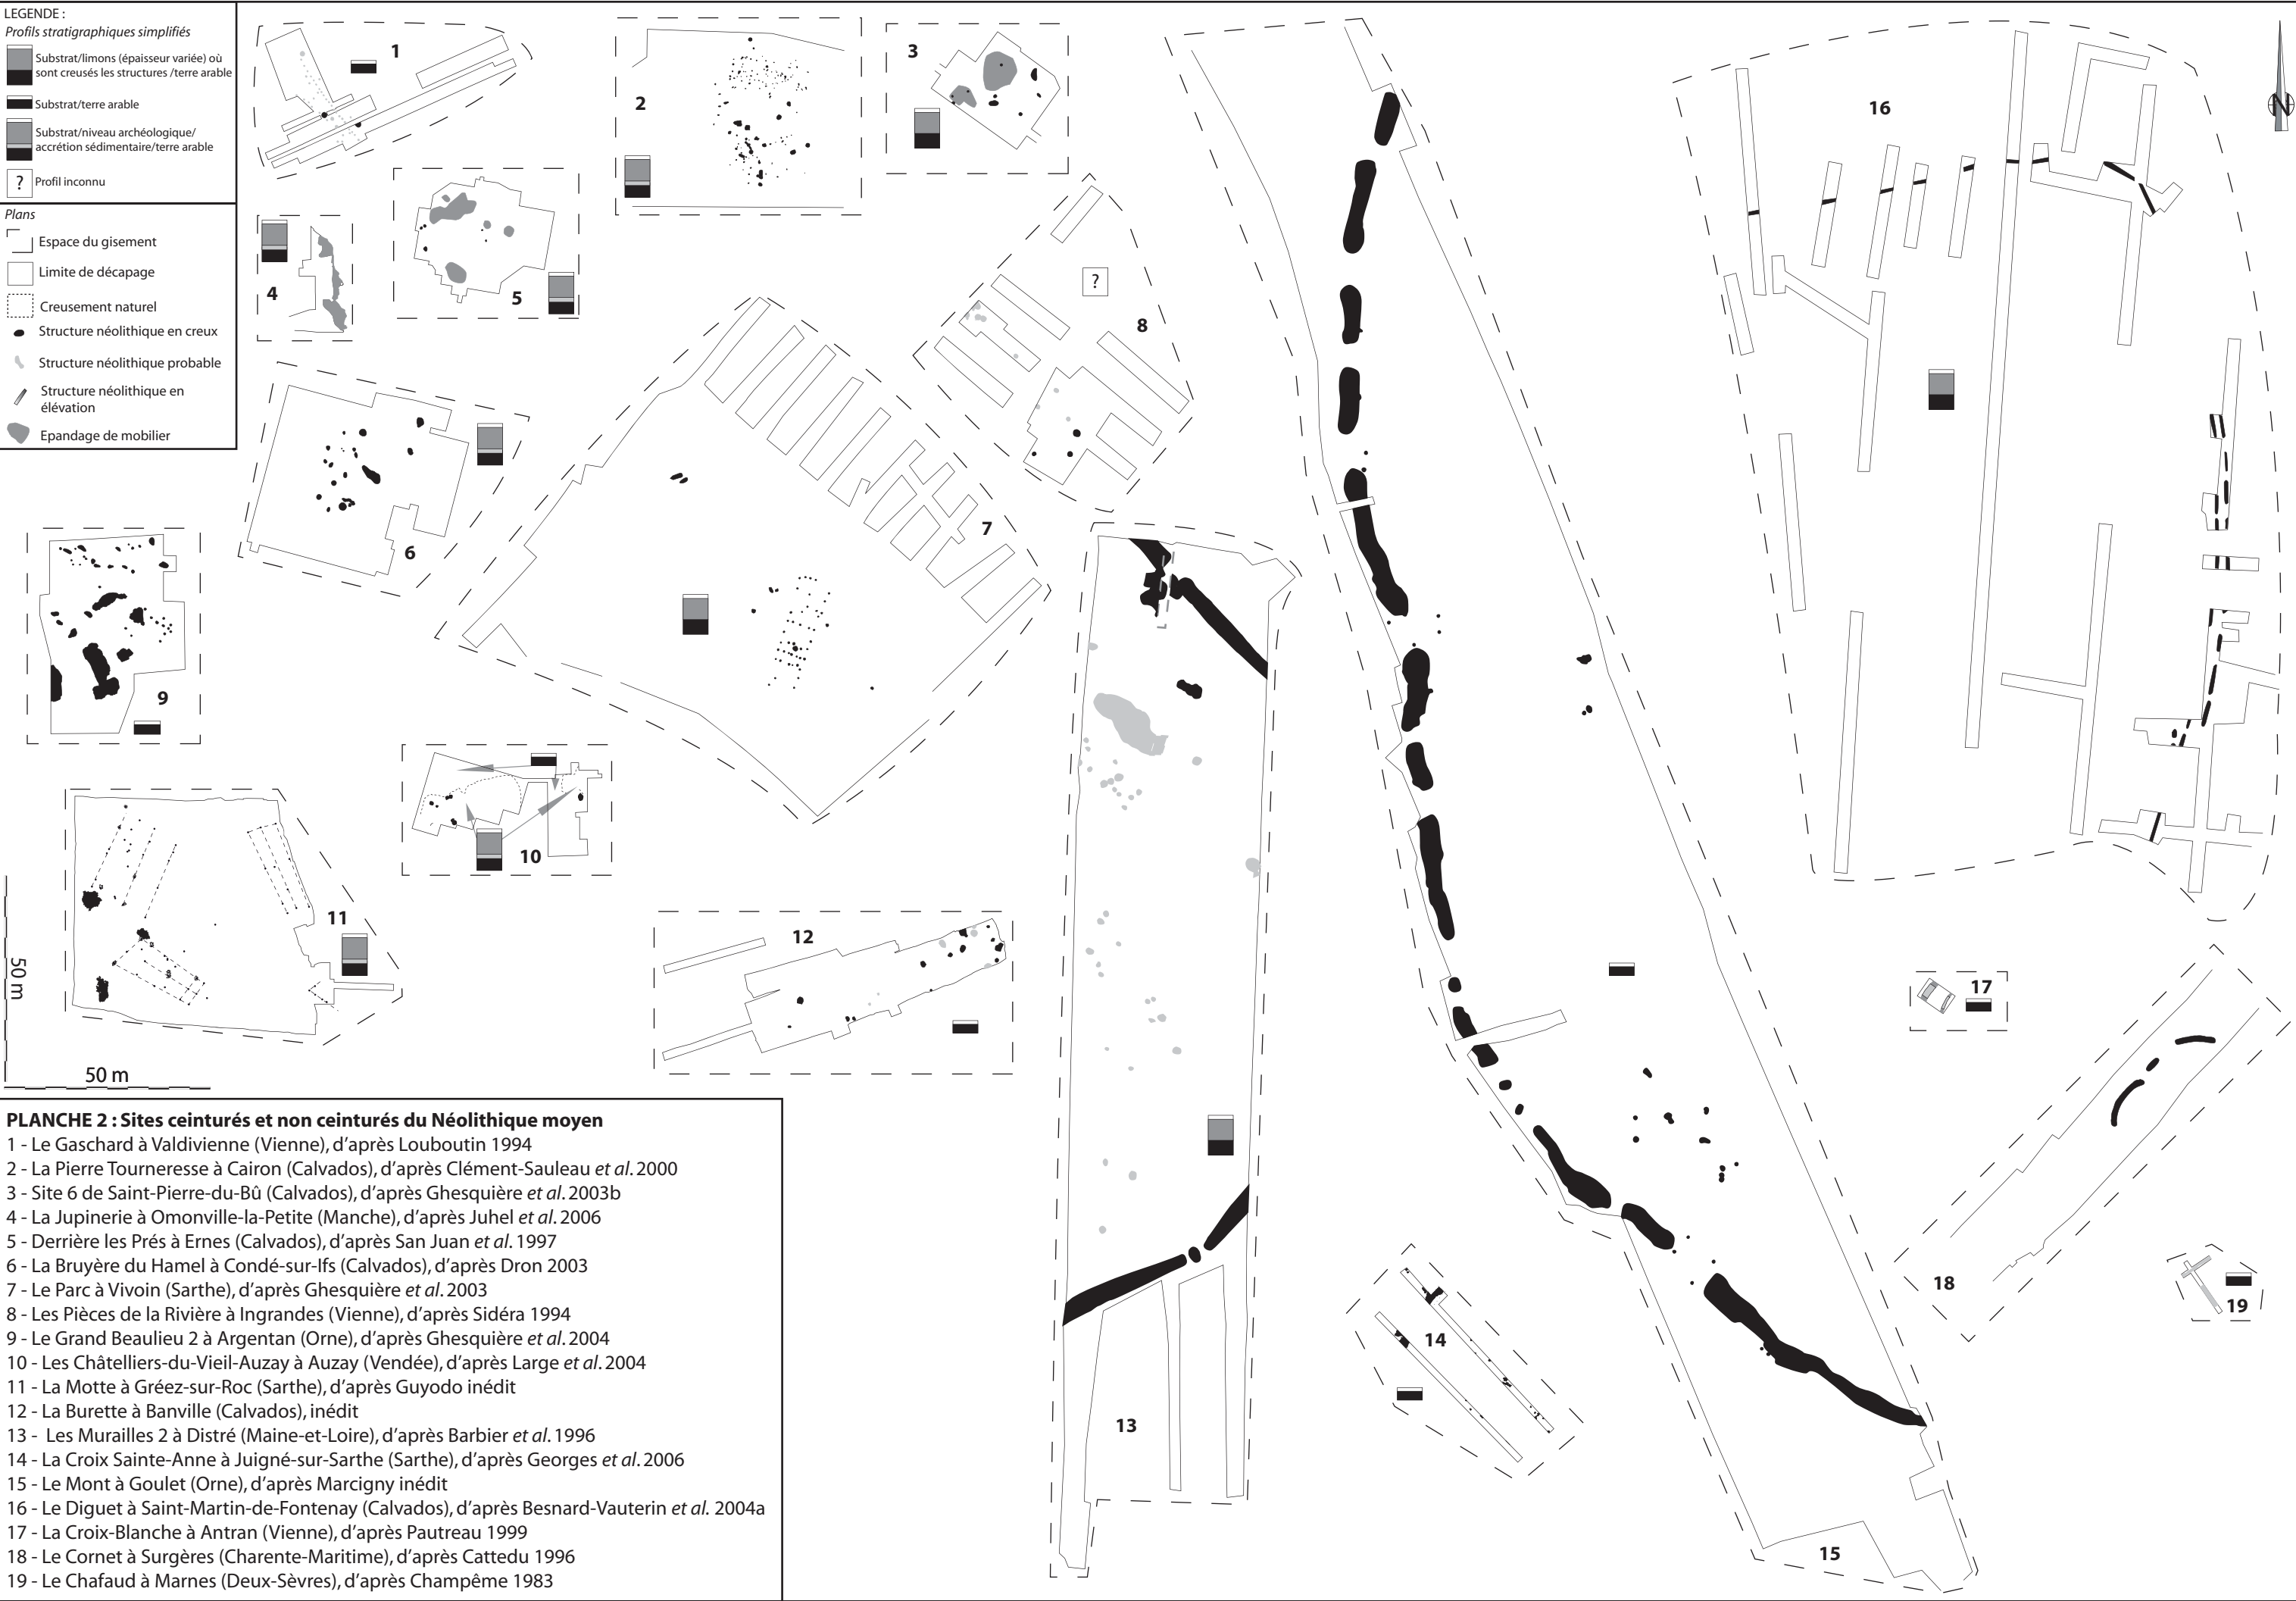 LEGENDE :
Profils stratigraphiques simplifiés
Substrat/limons (épaisseur variée) où
sont creusés les structures /terre arable
Substrat/terre arable
Substrat/niveau archéologique/
accrétion sédimentaire/terre arable
? Profil inconnu
Plans
Espace du gisement
Limite de décapage
Creusement naturel
Structure néolithique en creux
Structure néolithique probable
Structure néolithique en
élévation
Epandage de mobilier
1
2
3
4
5
6
7
8
?
9
10
11
12
13
14
15
16
17
18
19
N
50 m
50 m
PLANCHE 2 : Sites ceinturés et non ceinturés du Néolithique moyen
1 - Le Gaschard à Valdivienne (Vienne), d'après Louboutin 1994
2 - La Pierre Tourneresse à Cairon (Calvados), d'après Clément-Sauleau et al. 2000
3 - Site 6 de Saint-Pierre-du-Bû (Calvados), d'après Ghesquière et al. 2003b
4 - La Jupinerie à Omonville-la-Petite (Manche), d'après Juhel et al. 2006
5 - Derrière les Prés à Ernes (Calvados), d'après San Juan et al. 1997
6 - La Bruyère du Hamel à Condé-sur-Ifs (Calvados), d'après Dron 2003
7 - Le Parc à Vivoin (Sarthe), d'après Ghesquière et al. 2003
8 - Les Pièces de la Rivière à Ingrandes (Vienne), d'après Sidéra 1994
9 - Le Grand Beaulieu 2 à Argentan (Orne), d'après Ghesquière et al. 2004
10 - Les Châtelliers-du-Vieil-Auzay à Auzay (Vendée), d'après Large et al. 2004
11 - La Motte à Gréez-sur-Roc (Sarthe), d'après Guyodo inédit
12 - La Burette à Banville (Calvados), inédit
13 - Les Murailles 2 à Distré (Maine-et-Loire), d'après Barbier et al. 1996
14 - La Croix Sainte-Anne à Juigné-sur-Sarthe (Sarthe), d'après Georges et al. 2006
15 - Le Mont à Goulet (Orne), d'après Marcigny inédit
16 - Le Diguet à Saint-Martin-de-Fontenay (Calvados), d'après Besnard-Vauterin et al. 2004a
17 - La Croix-Blanche à Antran (Vienne), d'après Pautreau 1999
18 - Le Cornet à Surgères (Charente-Maritime), d'après Cattedu 1996
19 - Le Chafaud à Marnes (Deux-Sèvres), d'après Champême 1983